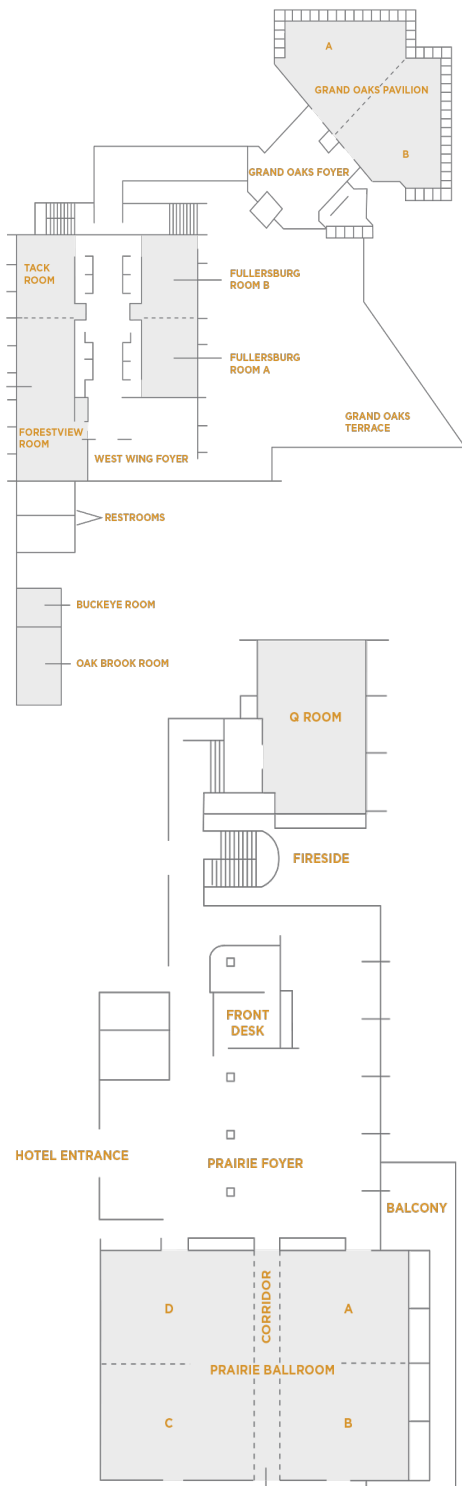 A
GRAND OAKS PAVILION
B
GRAND OAKS FOYER
TACK
ROOM
FULLERSBURG
ROOM B
FULLERSBURG
ROOM A
GRAND OAKS
TERRACE
FORESTVIEW
ROOM
WEST WING FOYER
RESTROOMS
BUCKEYE ROOM
OAK BROOK ROOM
Q ROOM
FIRESIDE
FRONT
DESK
HOTEL ENTRANCE
PRAIRIE FOYER
BALCONY
CORRIDOR
D
A
PRAIRIE BALLROOM
C
B